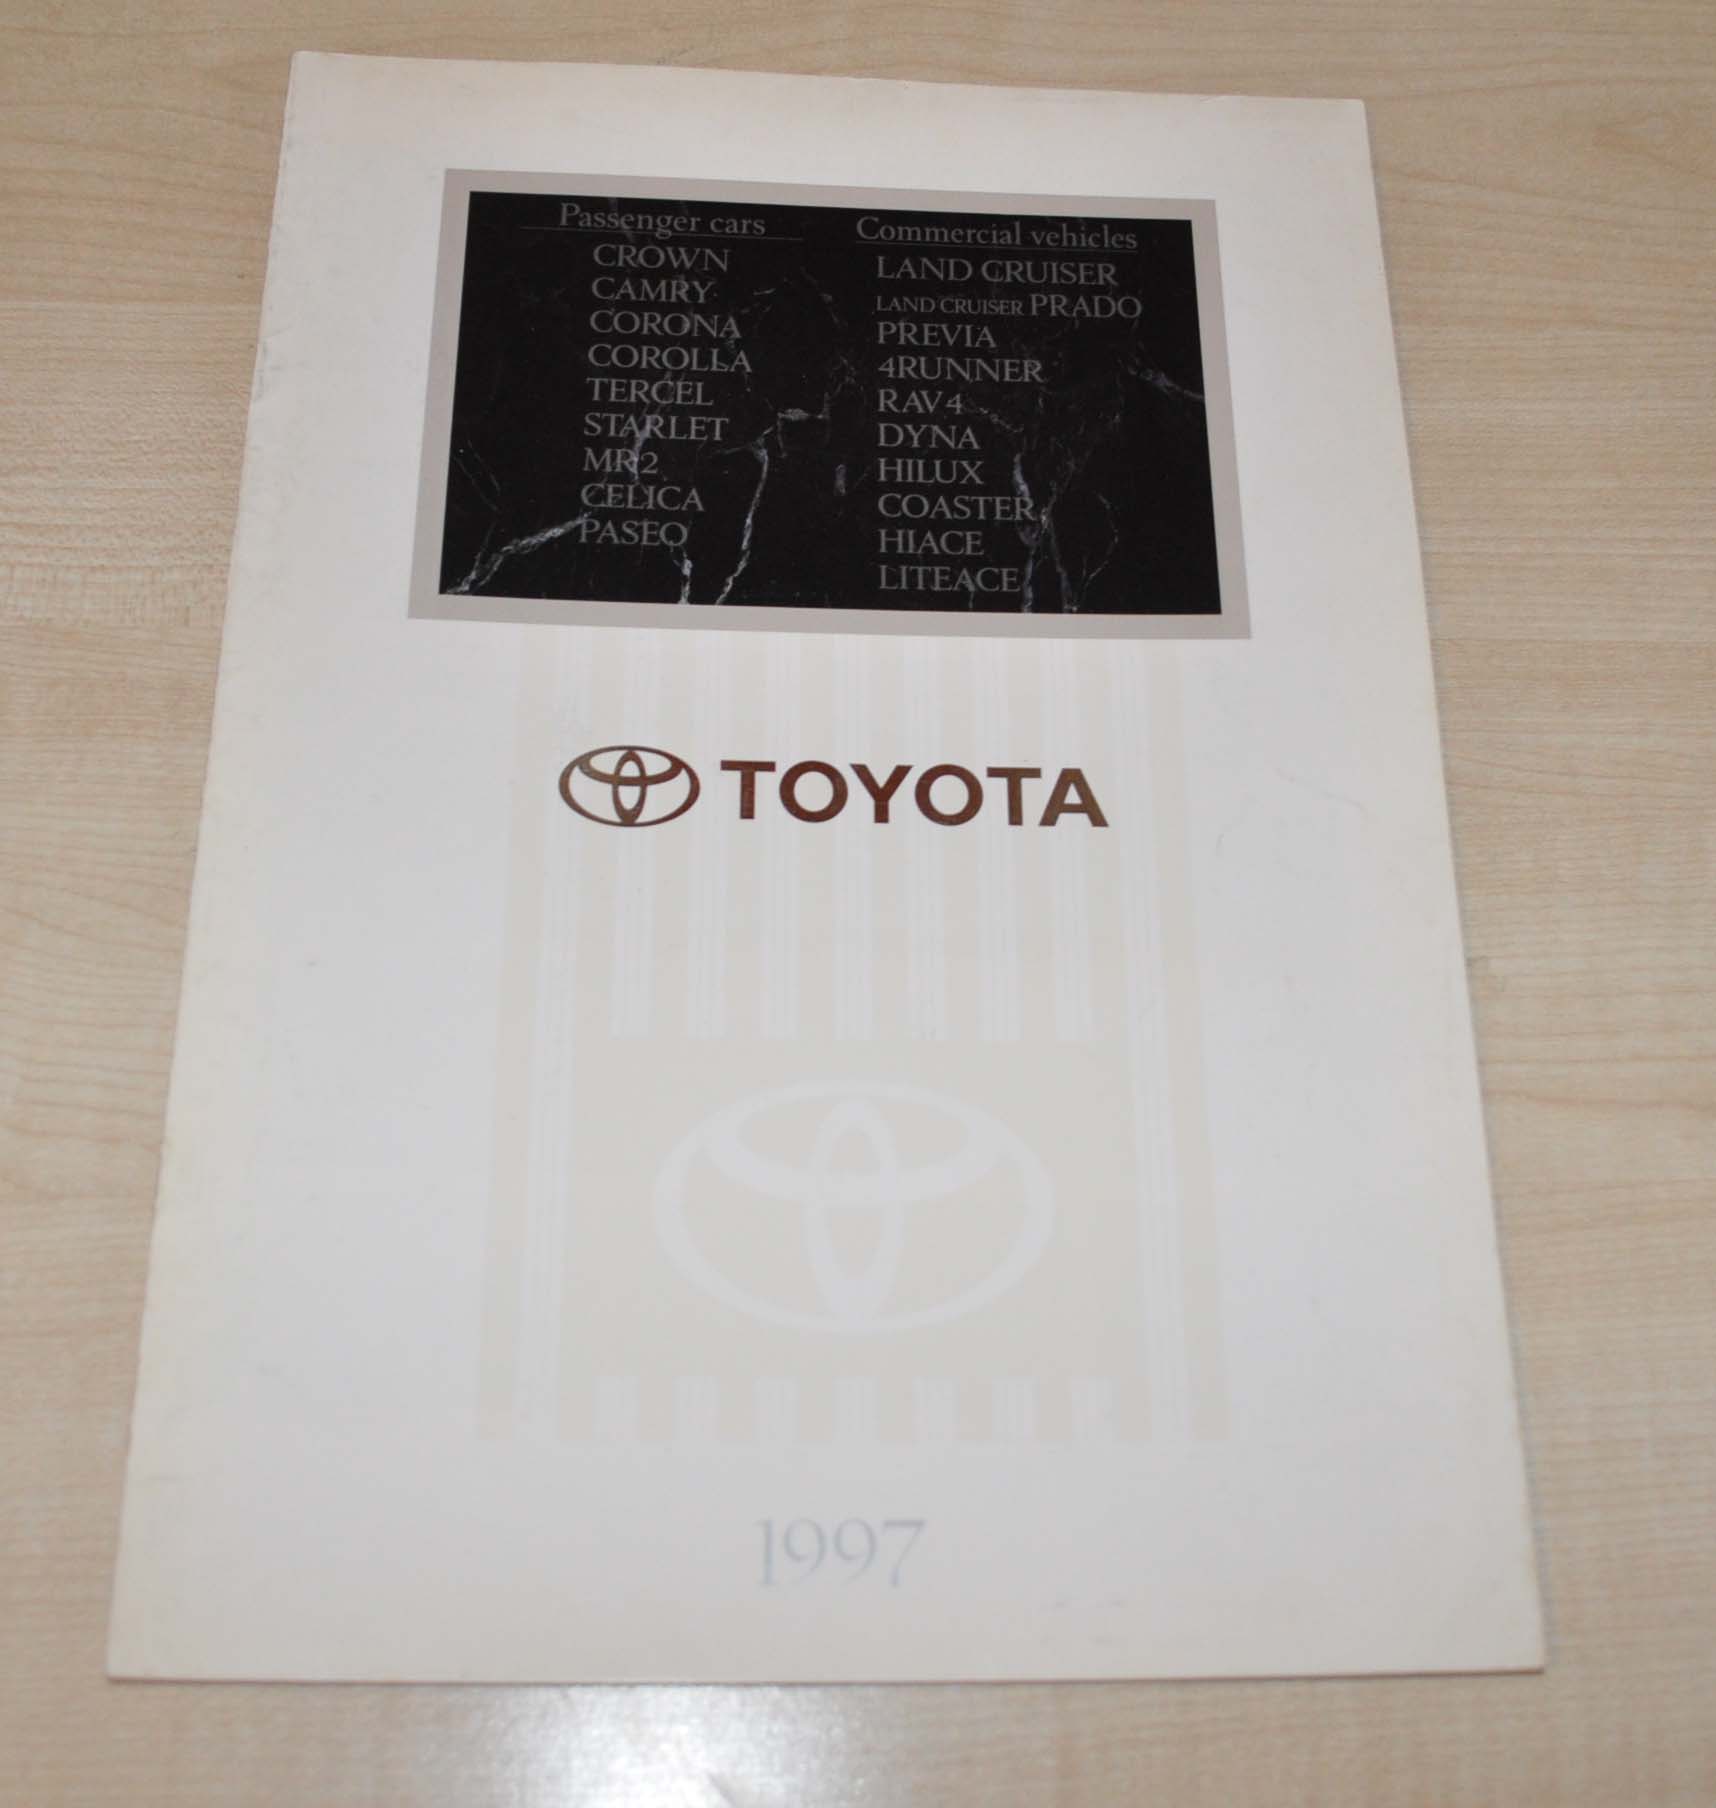 Passenger cars
CROWN
CAMRY
CORONA
COROLLA
TERCEL
STARLET
MR2
CELICA
PASEO
Commercial vehicles
LAND CRUISER
LAND CRUISER PRADO
PREVIA
4RUNNER
RAV4
DYNA
HILUX
COASTER
HIACE
LITEACE
TOYOTA
1997